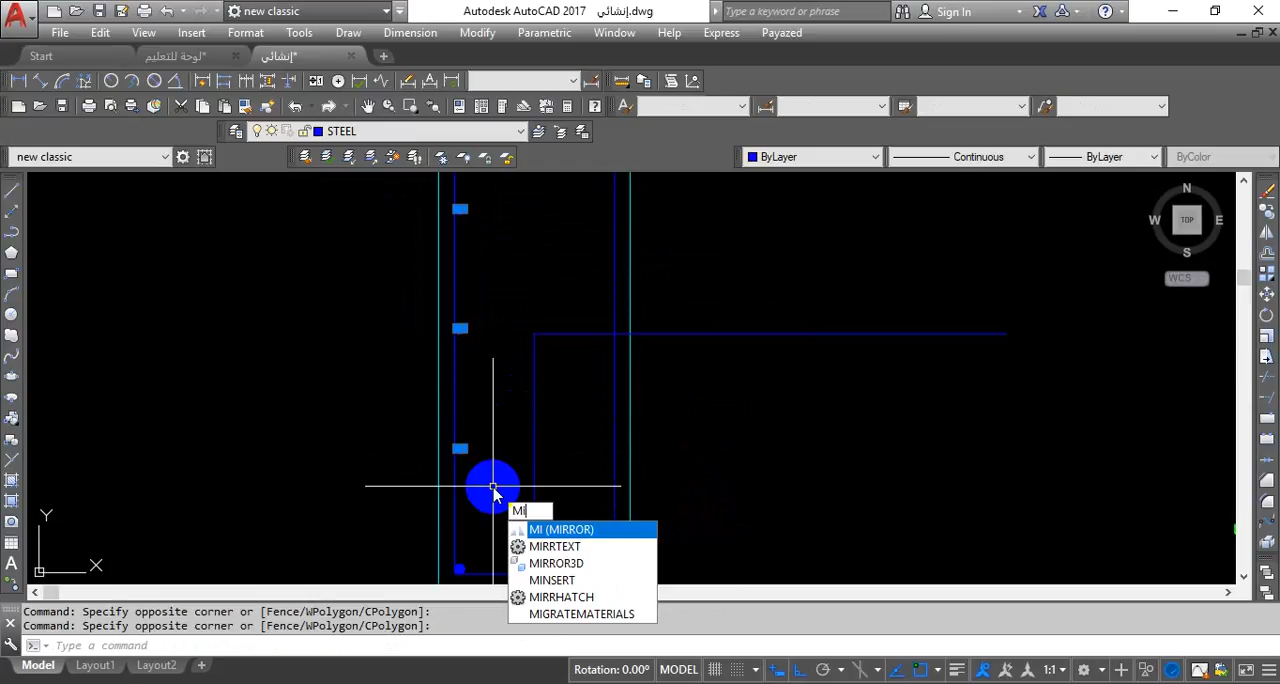 new classic
Autodesk AutoCAD 2017 إنشائي.dwg
Type a keyword or phrase
Sign In
File Edit View Insert Format Tools Draw Dimension Modify Parametric Window Help Express Payazed
Start لوحة للتعليم* إنشائي*
STEEL
new classic
ByLayer Continuous ByLayer ByColor
N
W TOP E
S
WCS
MI
MI (MIRROR)
MIRRTEXT
MIRROR3D
MINSERT
MIRRHATCH
MIGRATEMATERIALS
Y
X
Command: Specify opposite corner or [Fence/WPolygon/CPolygon]:
Command: Specify opposite corner or [Fence/WPolygon/CPolygon]:
Type a command
Model Layout1 Layout2
Rotation: 0.00° MODEL 1:1